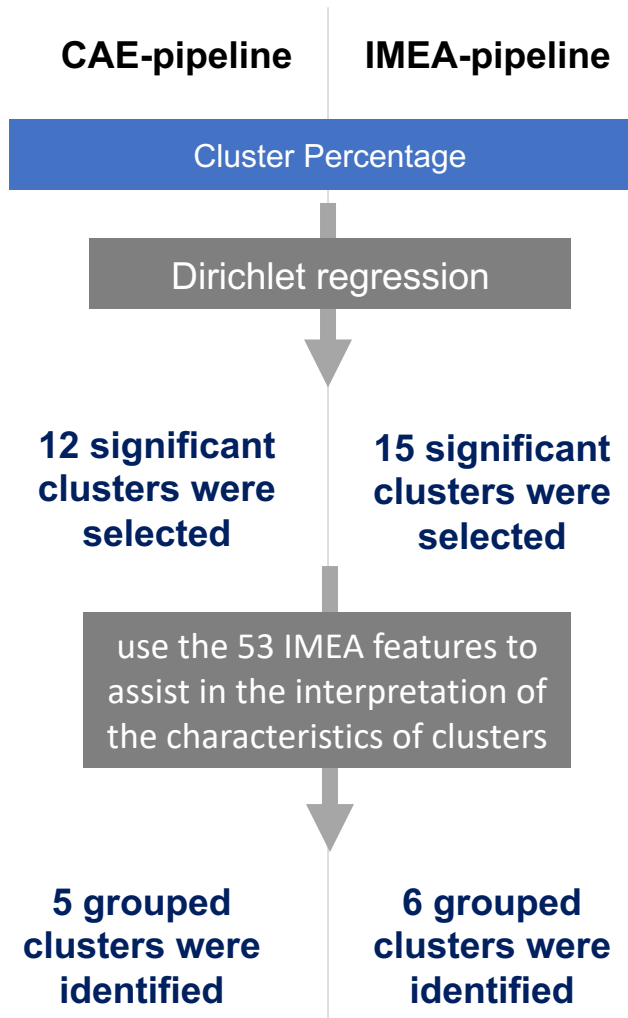 CAE-pipeline
IMEA-pipeline
Cluster Percentage
Dirichlet regression
12 significant
clusters were
selected
15 significant
clusters were
selected
use the 53 IMEA features to
assist in the interpretation of
the characteristics of clusters
5 grouped
clusters were
identified
6 grouped
clusters were
identified